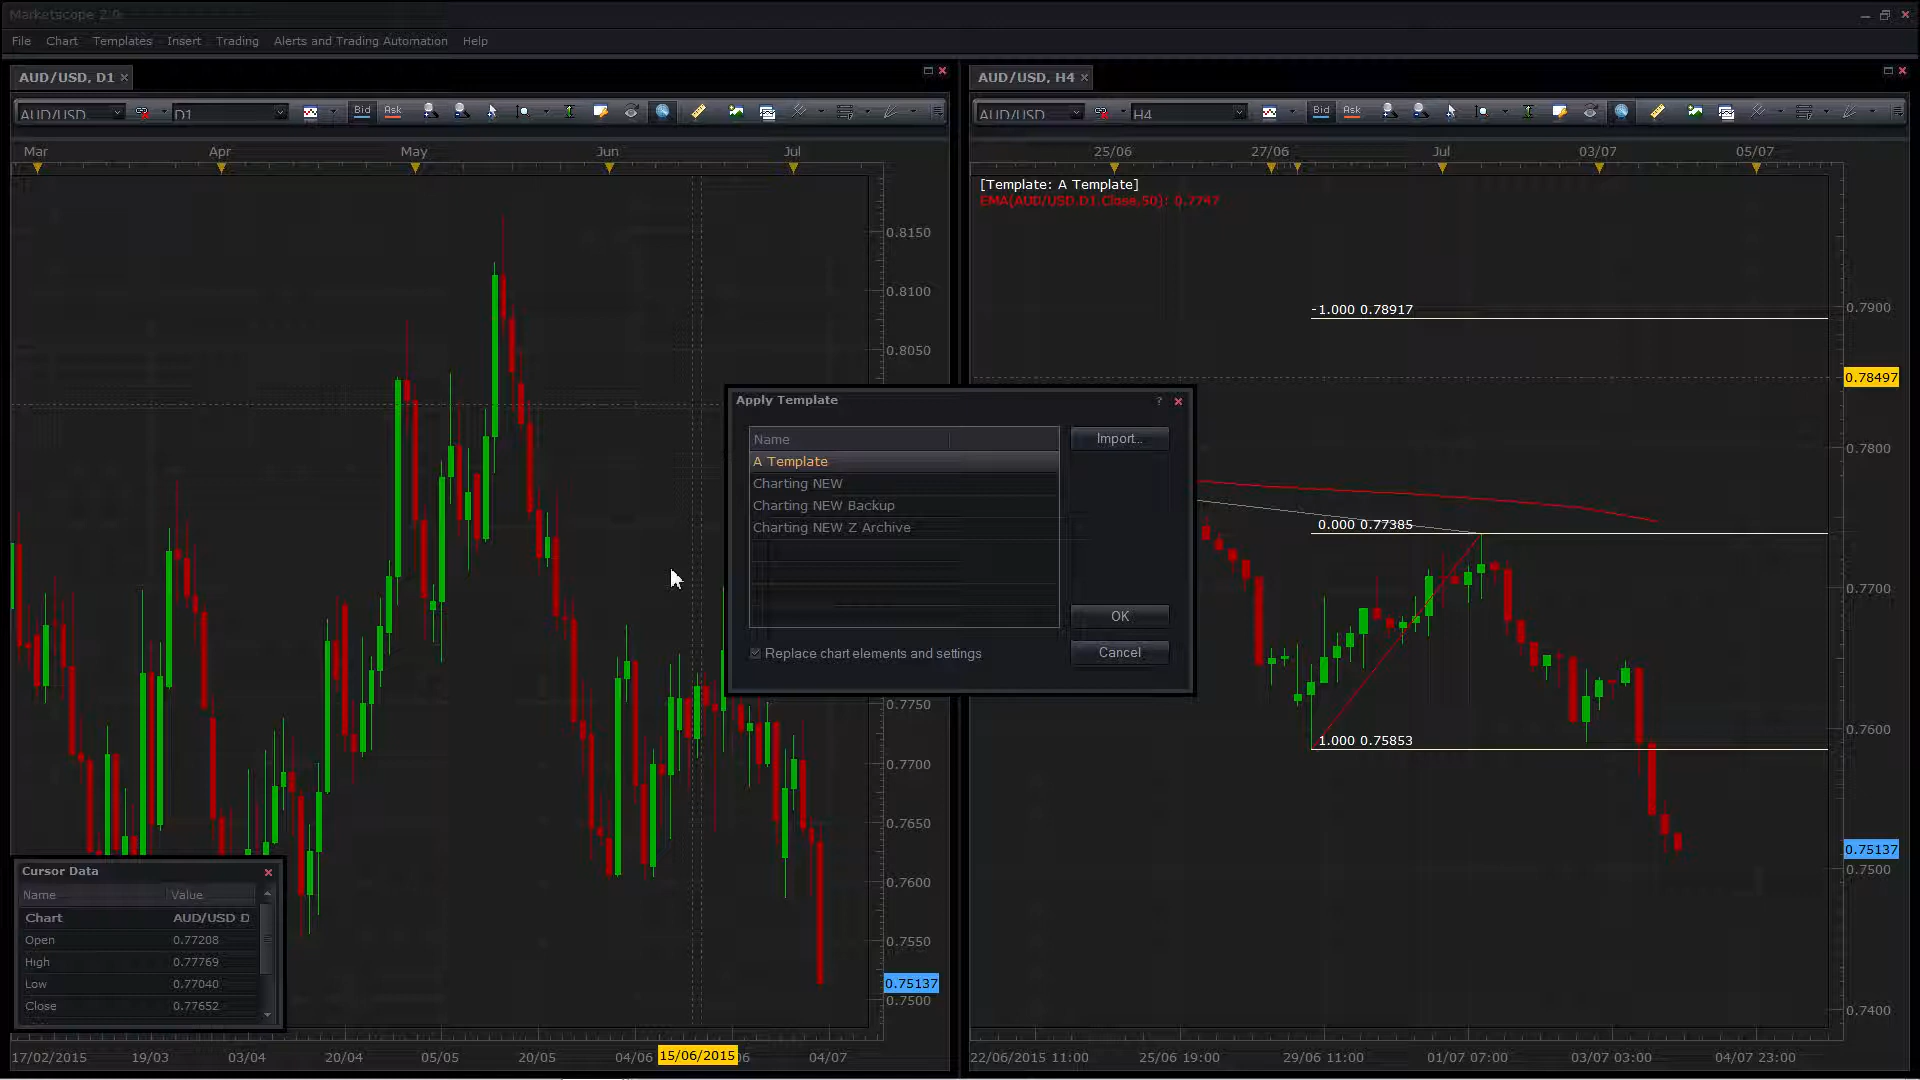 Marketscope 2.0
File Chart Templates Insert Trading Alerts and Trading Automation Help
AUD/USD, D1
AUD/USD D1 Bid Ask
Mar Apr May Jun Jul
0.8150
0.8100
0.8050
0.7750
0.7700
0.7650
0.7600
0.7550
0.75137
0.7500
17/02/2015 19/03 03/04 20/04 05/05 20/05 04/06 15/06/2015 04/07
Cursor Data
Name Value
Chart AUD/USD D
Open 0.77208
High 0.77769
Low 0.77040
Close 0.77652
Apply Template ?
Name
A Template
Charting NEW
Charting NEW Backup
Charting NEW Z Archive
Import...
OK
Cancel
Replace chart elements and settings
AUD/USD, H4
AUD/USD H4 Bid Ask
25/06 27/06 Jul 03/07 05/07
[Template: A Template]
EMA(AUD/USD.D1.Close,50): 0.7747
-1.000 0.78917
0.000 0.77385
1.000 0.75853
0.7900
0.78497
0.7800
0.7700
0.7600
0.75137
0.7500
0.7400
22/06/2015 11:00 25/06 19:00 29/06 11:00 01/07 07:00 03/07 03:00 04/07 23:00